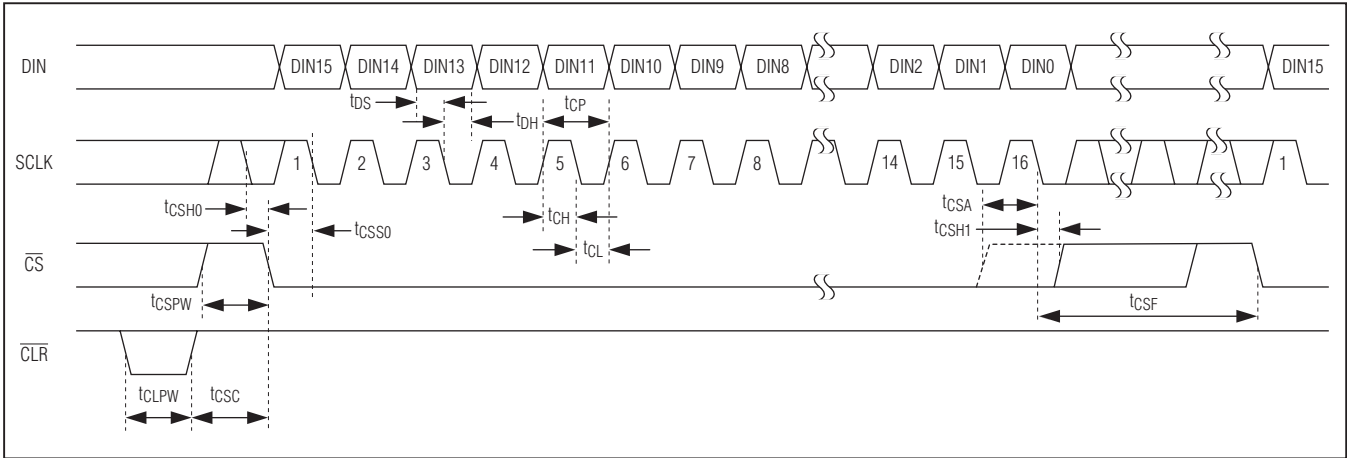 DIN DIN15 DIN14 DIN13 DIN12 DIN11 DIN10 DIN9 DIN8 DIN2 DIN1 DIN0 DIN15
tDS tCP
tDH
SCLK 1 2 3 4 5 6 7 8 14 15 16 1
tCSH0 tCSS0 tCH tCSA
tCSH1
CS tCL
tCSPW tCSF
CLR
tCLPW tCSC